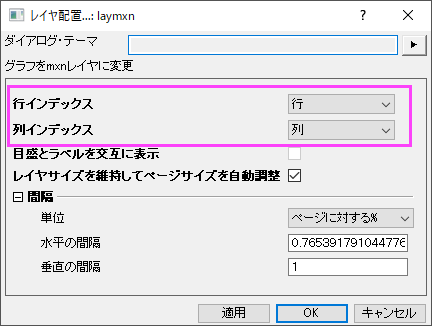 レイヤ配置...: laymxn
ダイアログ・テーマ
グラフをmxnレイヤに変更
行インデックス 行
列インデックス 列
目盛とラベルを交互に表示
レイヤサイズを維持してページサイズを自動調整
間隔
単位 ページに対する%
水平の間隔 0.765391791044776
垂直の間隔 1
適用 OK キャンセル